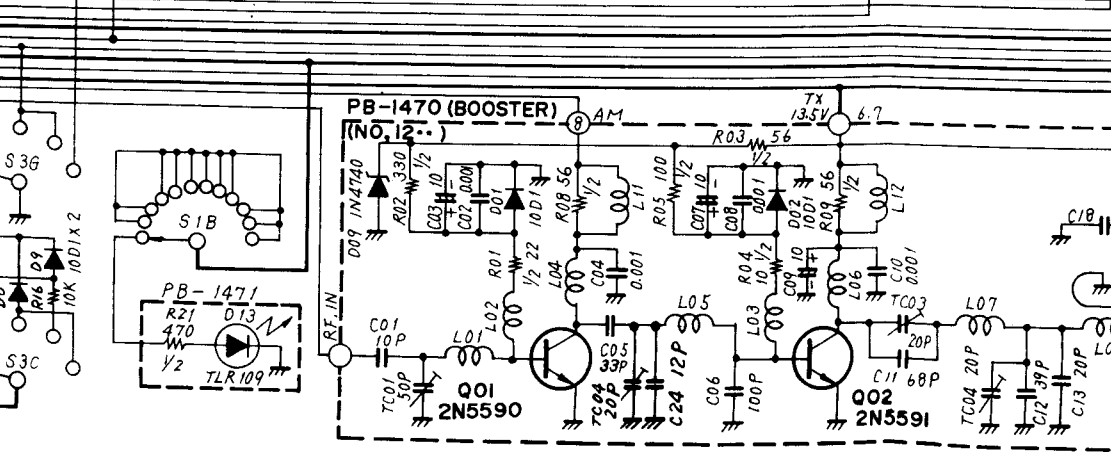 PB-1470 (BOOSTER)
(NO, 12··)
8
AM
TX
13.5V
6.7
R03
56
1/2
S3G
S1B
10D1 x 2
D9
R16
10K
S3C
PB-1471
R21
470
1/2
D13
TLR109
RF. IN
D09 1N4740
R02 330
1/2
C03 10
C02 0.001
D01
10D1
R08 56
1/2
L11
R01
1/2 22
L02
L04
C04
0.001
C01
10P
L01
TC01
50P
Q01
2N5590
C05
33P
TC04
20P
C24 12P
L05
C06
100P
R05 100
1/2
C07 10
C08
0.001
D02
10D1
R09 56
1/2
L12
R04
10 1/2
C09 10
L03
L06
C10
0.001
TC03
20P
C11 68P
Q02
2N5591
L07
TC04 20P
C12 39P
C13 20P
C18